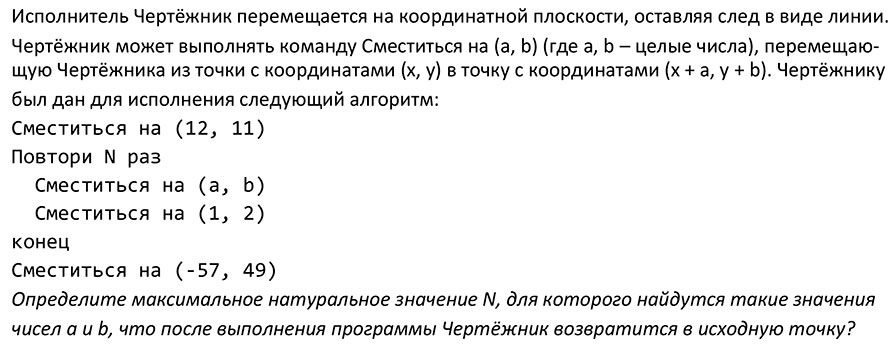 Исполнитель Чертёжник перемещается на координатной плоскости, оставляя след в виде линии.
Чертёжник может выполнять команду Сместиться на (a, b) (где a, b – целые числа), перемещаю-
щую Чертёжника из точки с координатами (x, y) в точку с координатами (x + a, y + b). Чертёжнику
был дан для исполнения следующий алгоритм:
Сместиться на (12, 11)
Повтори N раз
Сместиться на (a, b)
Сместиться на (1, 2)
конец
Сместиться на (-57, 49)
Определите максимальное натуральное значение N, для которого найдутся такие значения
чисел a и b, что после выполнения программы Чертёжник возвратится в исходную точку?